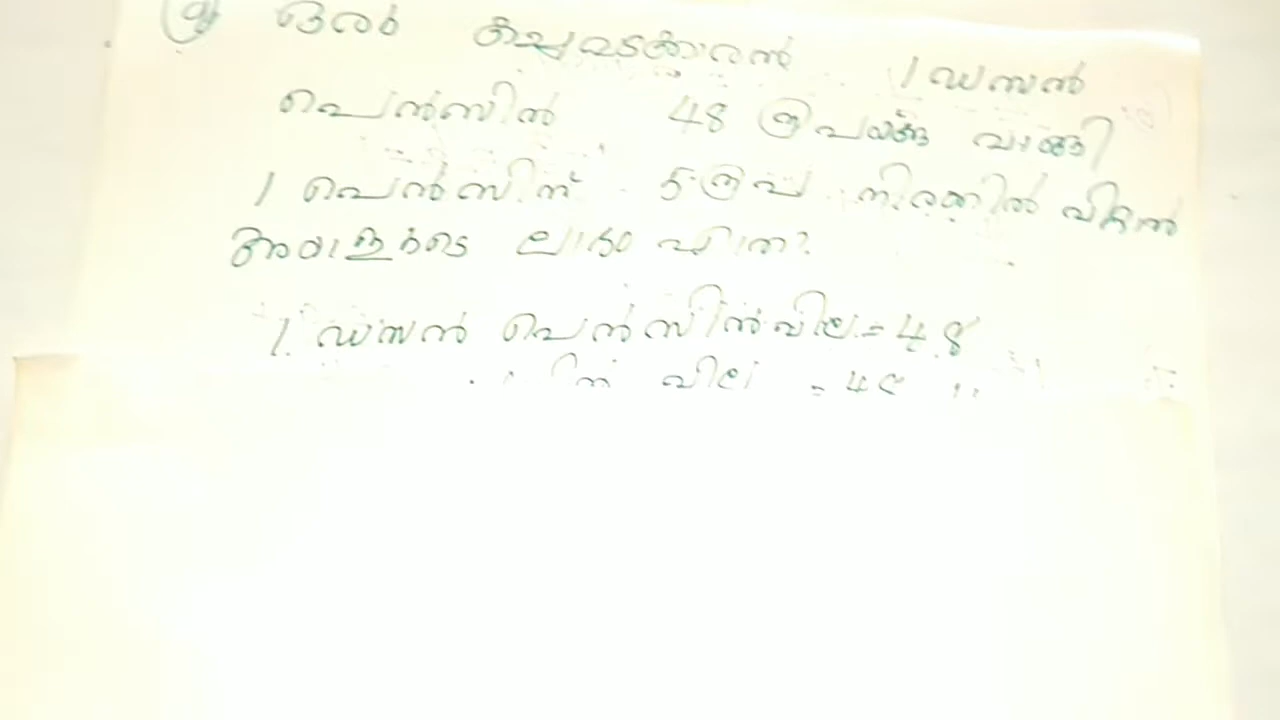 ഒരു കച്ചവടക്കാരൻ 1 ഡസൻ
പെൻസിൽ 48 രൂപയ്ക്കു വാങ്ങി
1 പെൻസിന് 5 രൂപ നിരക്കിൽ വിറ്റാൽ
അയാളുടെ ലാഭം എത്ര?
1 ഡസൻ പെൻസിൽ വില = 48
വില =